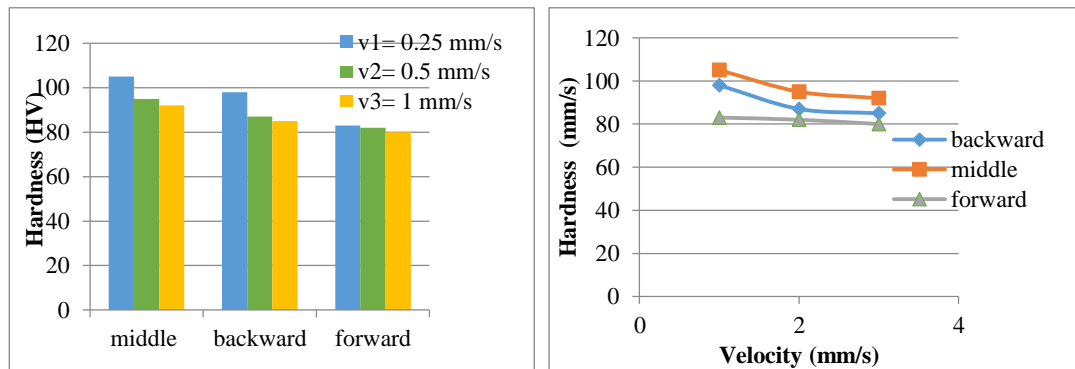 120
100
80
60
40
20
0
Hardness (HV)
v1= 0.25 mm/s
v2= 0.5 mm/s
v3= 1 mm/s
middle backward forward
120
100
80
60
40
20
0
Hardness (mm/s)
backward
middle
forward
0 2 4
Velocity (mm/s)